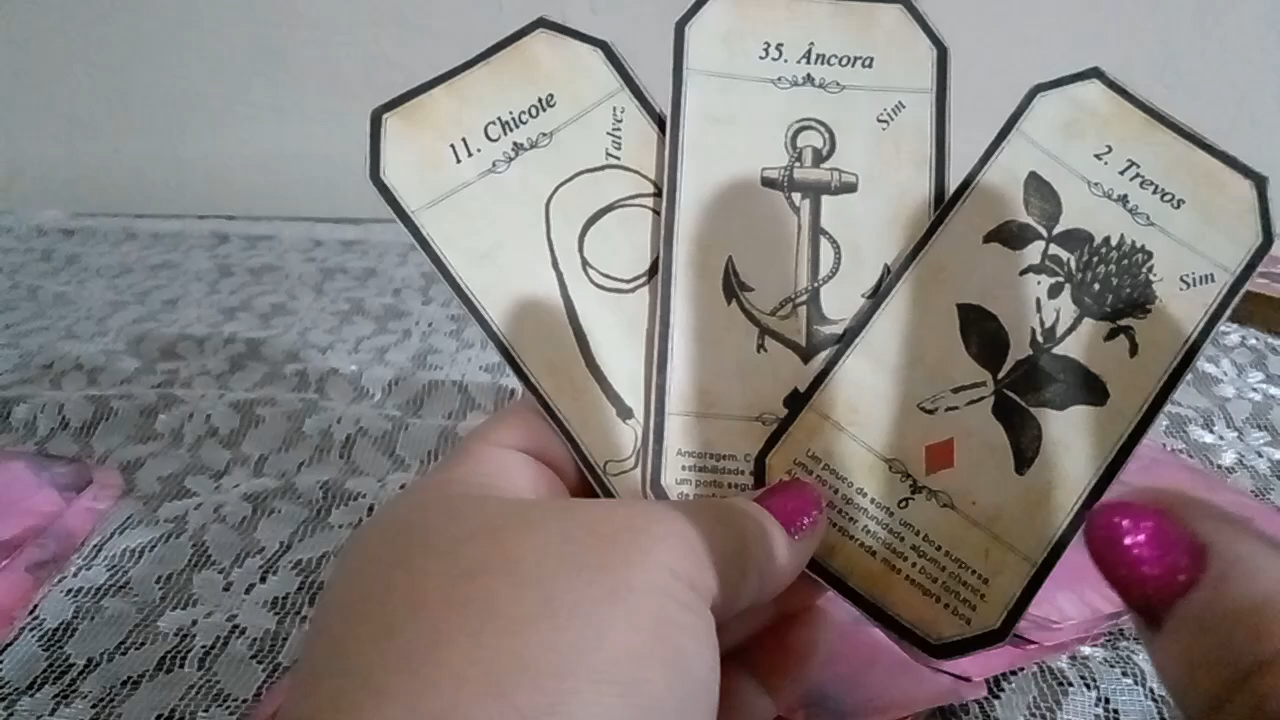 11. Chicote
Talvez
35. Âncora
Sim
Ancoragem.
estabilidade
um porto
2. Trevos
Sim
6
Um pouco de sorte, uma boa surpresa,
uma nova oportunidade, alguma chance.
prazer, felicidade e boa fortuna
inesperada, mas sempre e boa